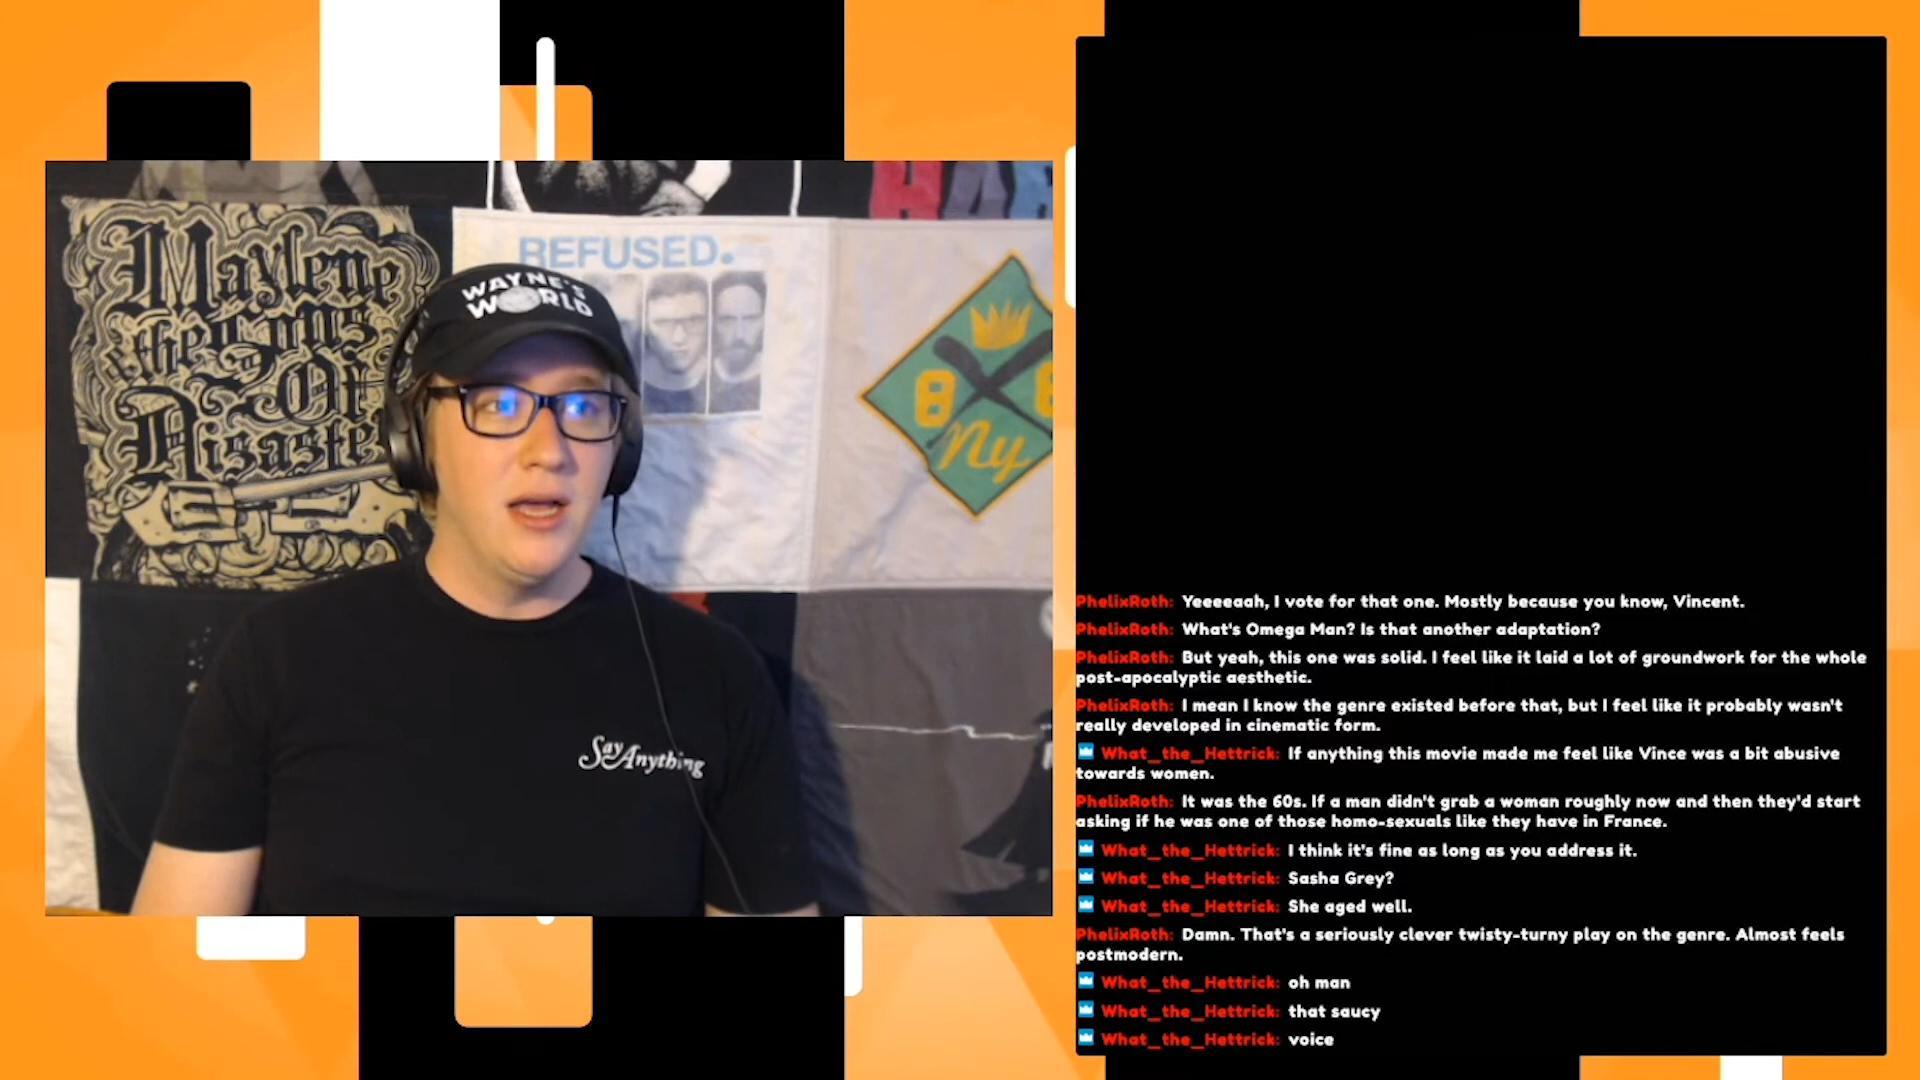 Maylene
& the Sons
Of
Disaster
REFUSED.
WAYNE'S
WORLD
8
8
Ny
Say Anything
PhelixRoth: Yeeeeaah, I vote for that one. Mostly because you know, Vincent.
PhelixRoth: What's Omega Man? Is that another adaptation?
PhelixRoth: But yeah, this one was solid. I feel like it laid a lot of groundwork for the whole
post-apocalyptic aesthetic.
PhelixRoth: I mean I know the genre existed before that, but I feel like it probably wasn't
really developed in cinematic form.
What_the_Hettrick: If anything this movie made me feel like Vince was a bit abusive
towards women.
PhelixRoth: It was the 60s. If a man didn't grab a woman roughly now and then they'd start
asking if he was one of those homo-sexuals like they have in France.
What_the_Hettrick: I think it's fine as long as you address it.
What_the_Hettrick: Sasha Grey?
What_the_Hettrick: She aged well.
PhelixRoth: Damn. That's a seriously clever twisty-turny play on the genre. Almost feels
postmodern.
What_the_Hettrick: oh man
What_the_Hettrick: that saucy
What_the_Hettrick: voice